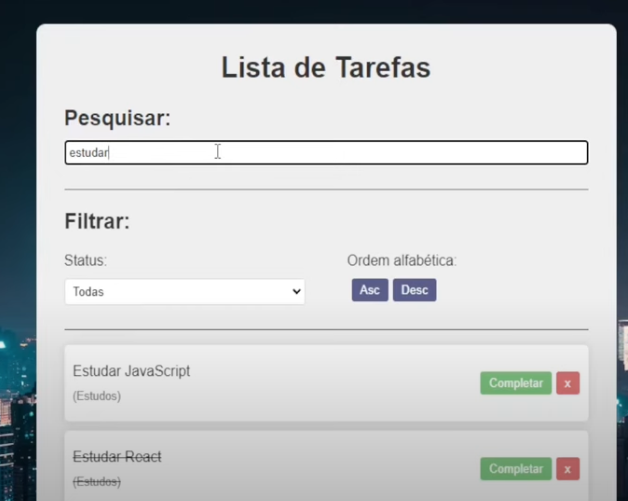 Lista de Tarefas
Pesquisar:
estudar
Filtrar:
Status:
Ordem alfabética:
Todas
Asc
Desc
Estudar JavaScript
(Estudos)
Completar
x
Estudar React
(Estudos)
Completar
x